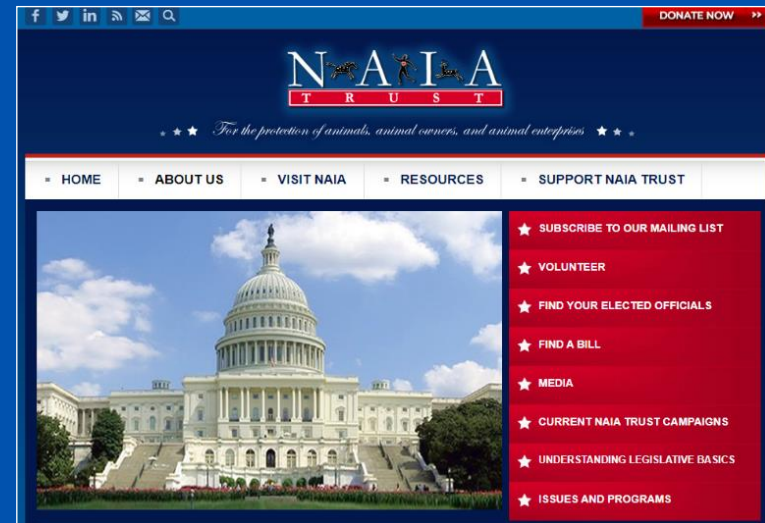 DONATE NOW »
NAIA
TRUST
For the protection of animals, animal owners, and animal enterprises
HOME
ABOUT US
VISIT NAIA
RESOURCES
SUPPORT NAIA TRUST
SUBSCRIBE TO OUR MAILING LIST
VOLUNTEER
FIND YOUR ELECTED OFFICIALS
FIND A BILL
MEDIA
CURRENT NAIA TRUST CAMPAIGNS
UNDERSTANDING LEGISLATIVE BASICS
ISSUES AND PROGRAMS